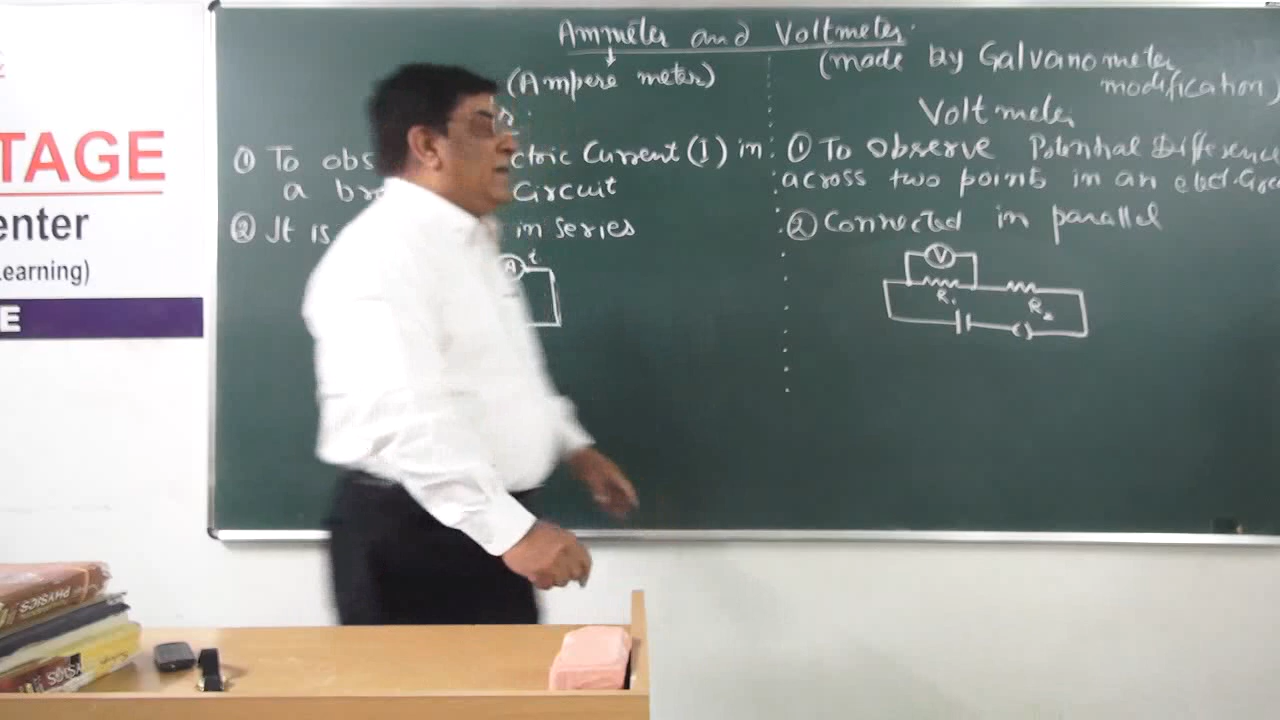 Ammeter and Voltmeter.
(Ampere meter)
(made by Galvanometer
modification)
① To obs ctric Current (I) in
a br Circuit
② It is in series
A i
Voltmeter
① To Observe Potential Difference
across two points in an elect. Circu
② Connected in parallel
V
R₁
R₂
TAGE
enter
Learning)
E
PHYSICS